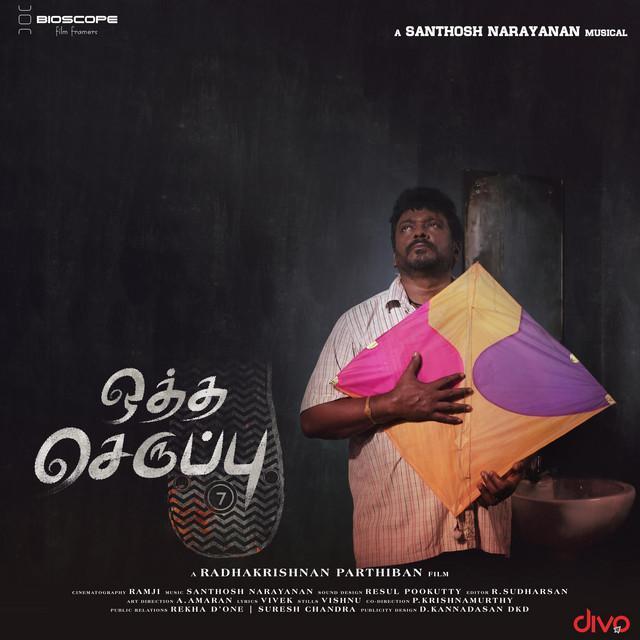 BIOSCOPE
film framers
A SANTHOSH NARAYANAN MUSICAL
ஒத்த
செருப்பு
7
A RADHAKRISHNAN PARTHIBAN FILM
CINEMATOGRAPHY RAMJI MUSIC SANTHOSH NARAYANAN SOUND DESIGN RESUL POOKUTTY EDITOR R.SUDHARSAN
ART DIRECTION A.AMARAN LYRICS VIVEK STILLS VISHNU CO-DIRECTION P.KRISHNAMURTHY
PUBLIC RELATIONS REKHA D'ONE | SURESH CHANDRA PUBLICITY DESIGN D.KANNADASAN DKD
divo